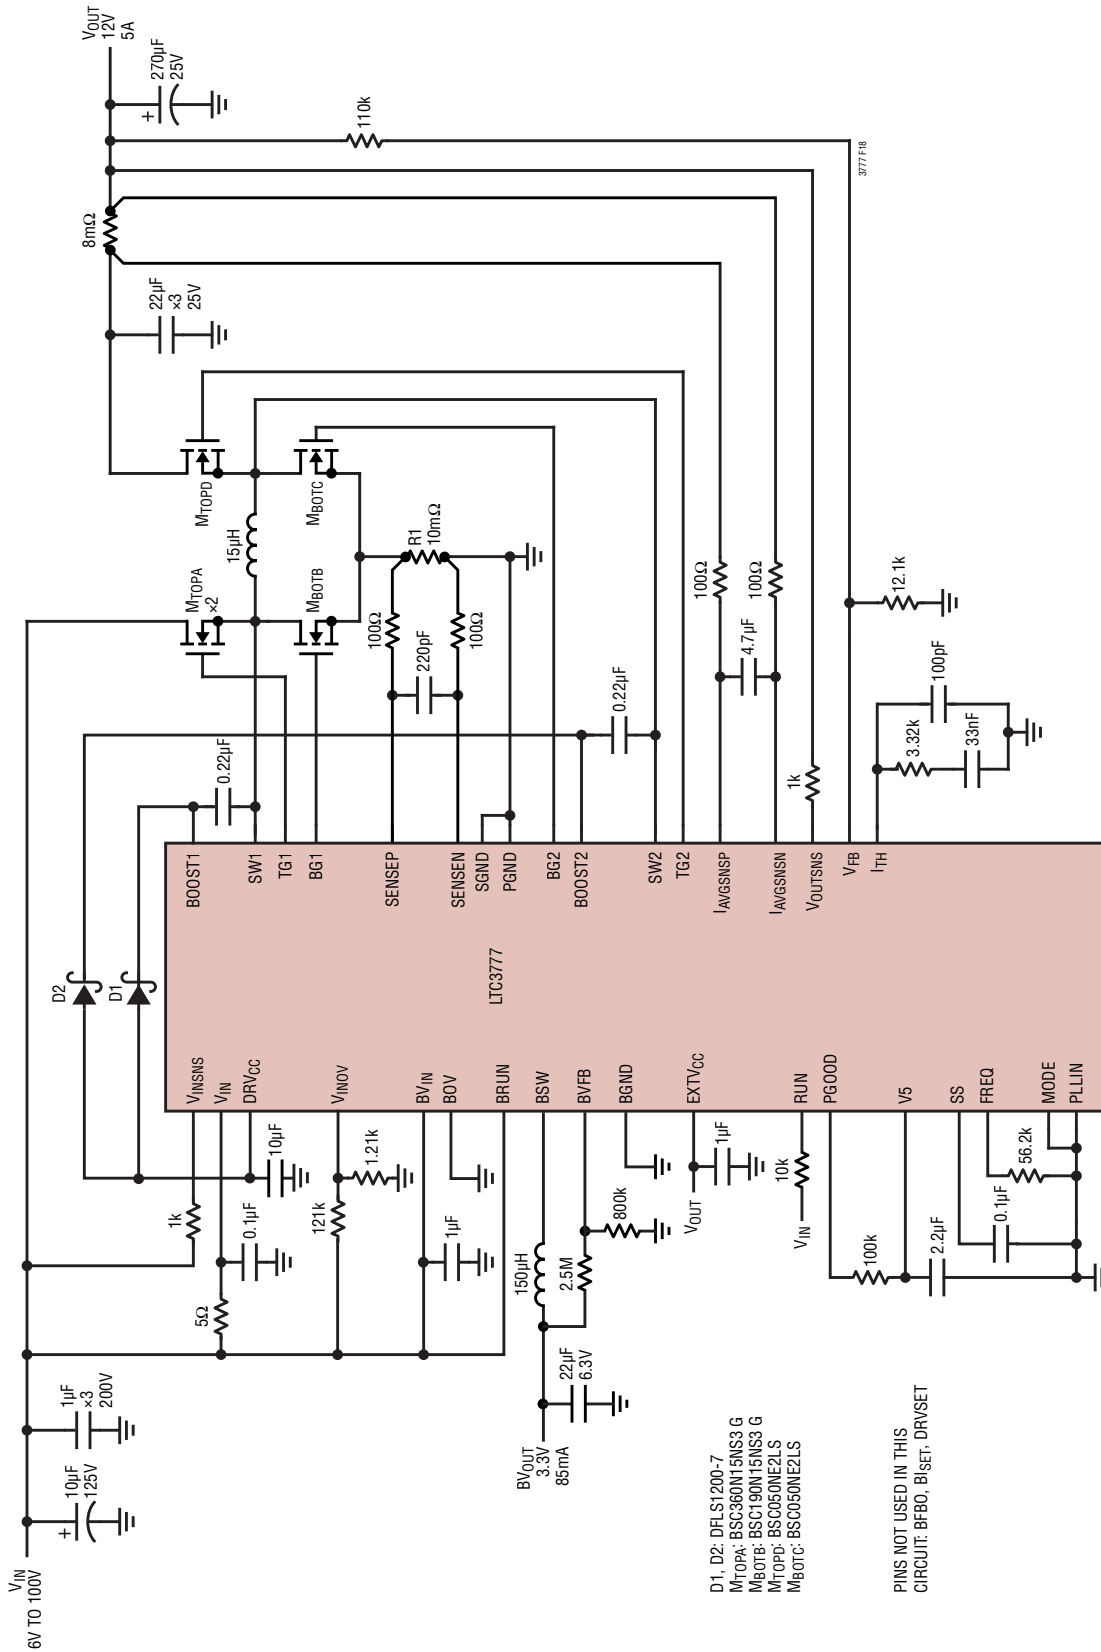 VIN
6V TO 100V
10µF
125V
+
1µF
×3
200V
5Ω
0.1µF
1k
10µF
121k
1.21k
1µF
D2
D1
VINSNS
VIN
DRVCC
VINOV
BVIN
BOV
BRUN
BSW
BVFB
BGND
EXTVCC
RUN
PGOOD
V5
SS
FREQ
MODE
PLLIN
LTC3777
BOOST1
SW1
TG1
BG1
SENSEP
SENSEN
SGND
PGND
BG2
BOOST2
SW2
TG2
IAVGSNSP
IAVGSNSN
VOUTSNS
VFB
ITH
0.22µF
MTOPA
×2
MBOTB
15µH
MTOPD
MBOTC
100Ω
220pF
100Ω
R1
10mΩ
0.22µF
22µF
×3
25V
8mΩ
110k
270µF
25V
+
VOUT
12V
5A
100Ω
100Ω
4.7µF
1k
12.1k
3.32k
33nF
100pF
BVOUT
3.3V
85mA
22µF
6.3V
150µH
2.5M
800k
VOUT
1µF
VIN
10k
100k
2.2µF
0.1µF
56.2k
D1, D2: DFLS1200-7
MTOPA: BSC360N15NS3 G
MBOTB: BSC190N15NS3 G
MTOPD: BSC050NE2LS
MBOTC: BSC050NE2LS
PINS NOT USED IN THIS
CIRCUIT: BFBO, BISET, DRVSET
3777 F18